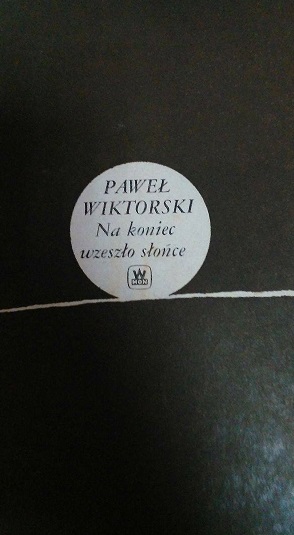 PAWEŁ
WIKTORSKI
Na koniec
wzeszło słońce
W
MON